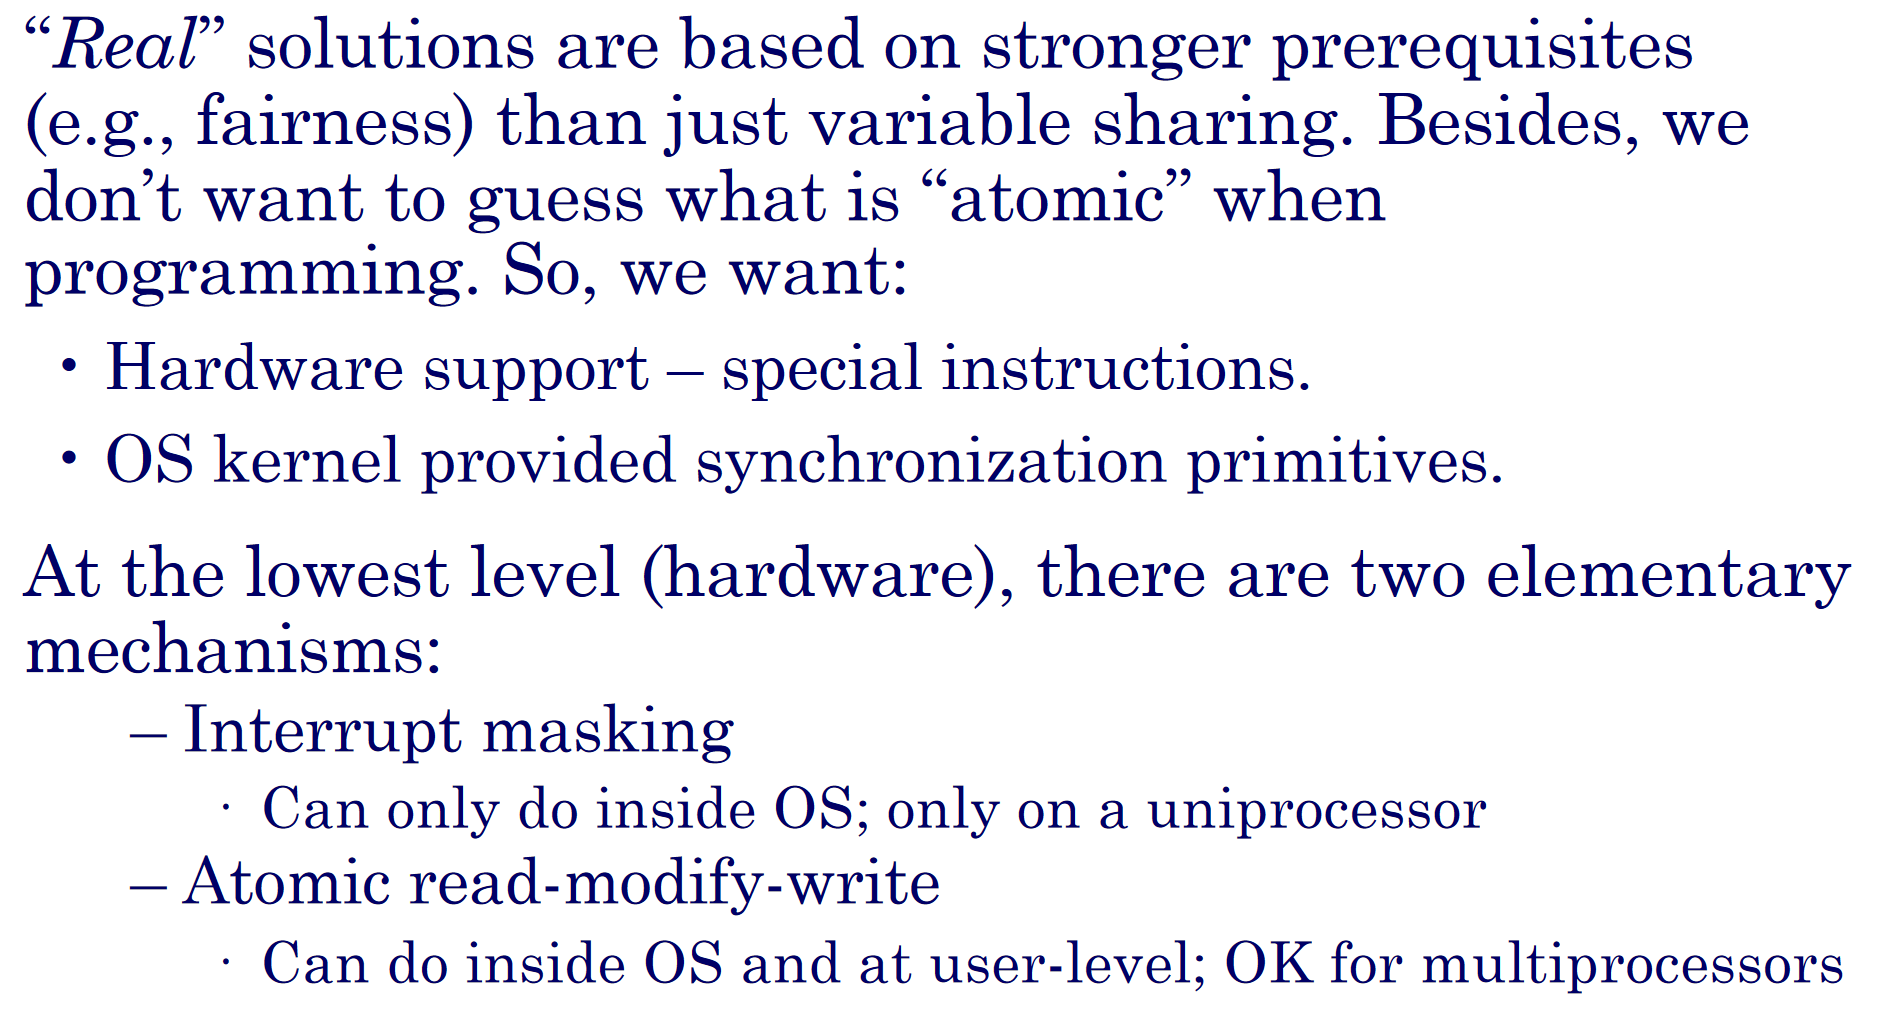 “Real” solutions are based on stronger prerequisites
(e.g., fairness) than just variable sharing. Besides, we
don’t want to guess what is “atomic” when
programming. So, we want:
• Hardware support – special instructions.
• OS kernel provided synchronization primitives.
At the lowest level (hardware), there are two elementary
mechanisms:
– Interrupt masking
· Can only do inside OS; only on a uniprocessor
– Atomic read-modify-write
· Can do inside OS and at user-level; OK for multiprocessors